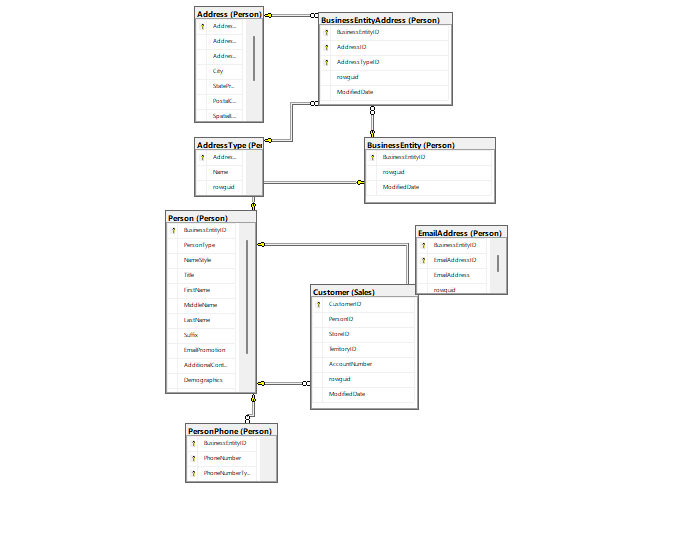 Address (Person)
Addres...
Addres...
Addres...
City
StatePr...
PostalC...
SpatialL...
BusinessEntityAddress (Person)
BusinessEntityID
AddressID
AddressTypeID
rowguid
ModifiedDate
AddressType (Per
Addres...
Name
rowguid
BusinessEntity (Person)
BusinessEntityID
rowguid
ModifiedDate
Person (Person)
BusinessEntityID
PersonType
NameStyle
Title
FirstName
MiddleName
LastName
Suffix
EmailPromotion
AdditionalCont...
Demographics
EmailAddress (Person)
BusinessEntityID
EmailAddressID
EmailAddress
rowguid
Customer (Sales)
CustomerID
PersonID
StoreID
TerritoryID
AccountNumber
rowguid
ModifiedDate
PersonPhone (Person)
BusinessEntityID
PhoneNumber
PhoneNumberTy...